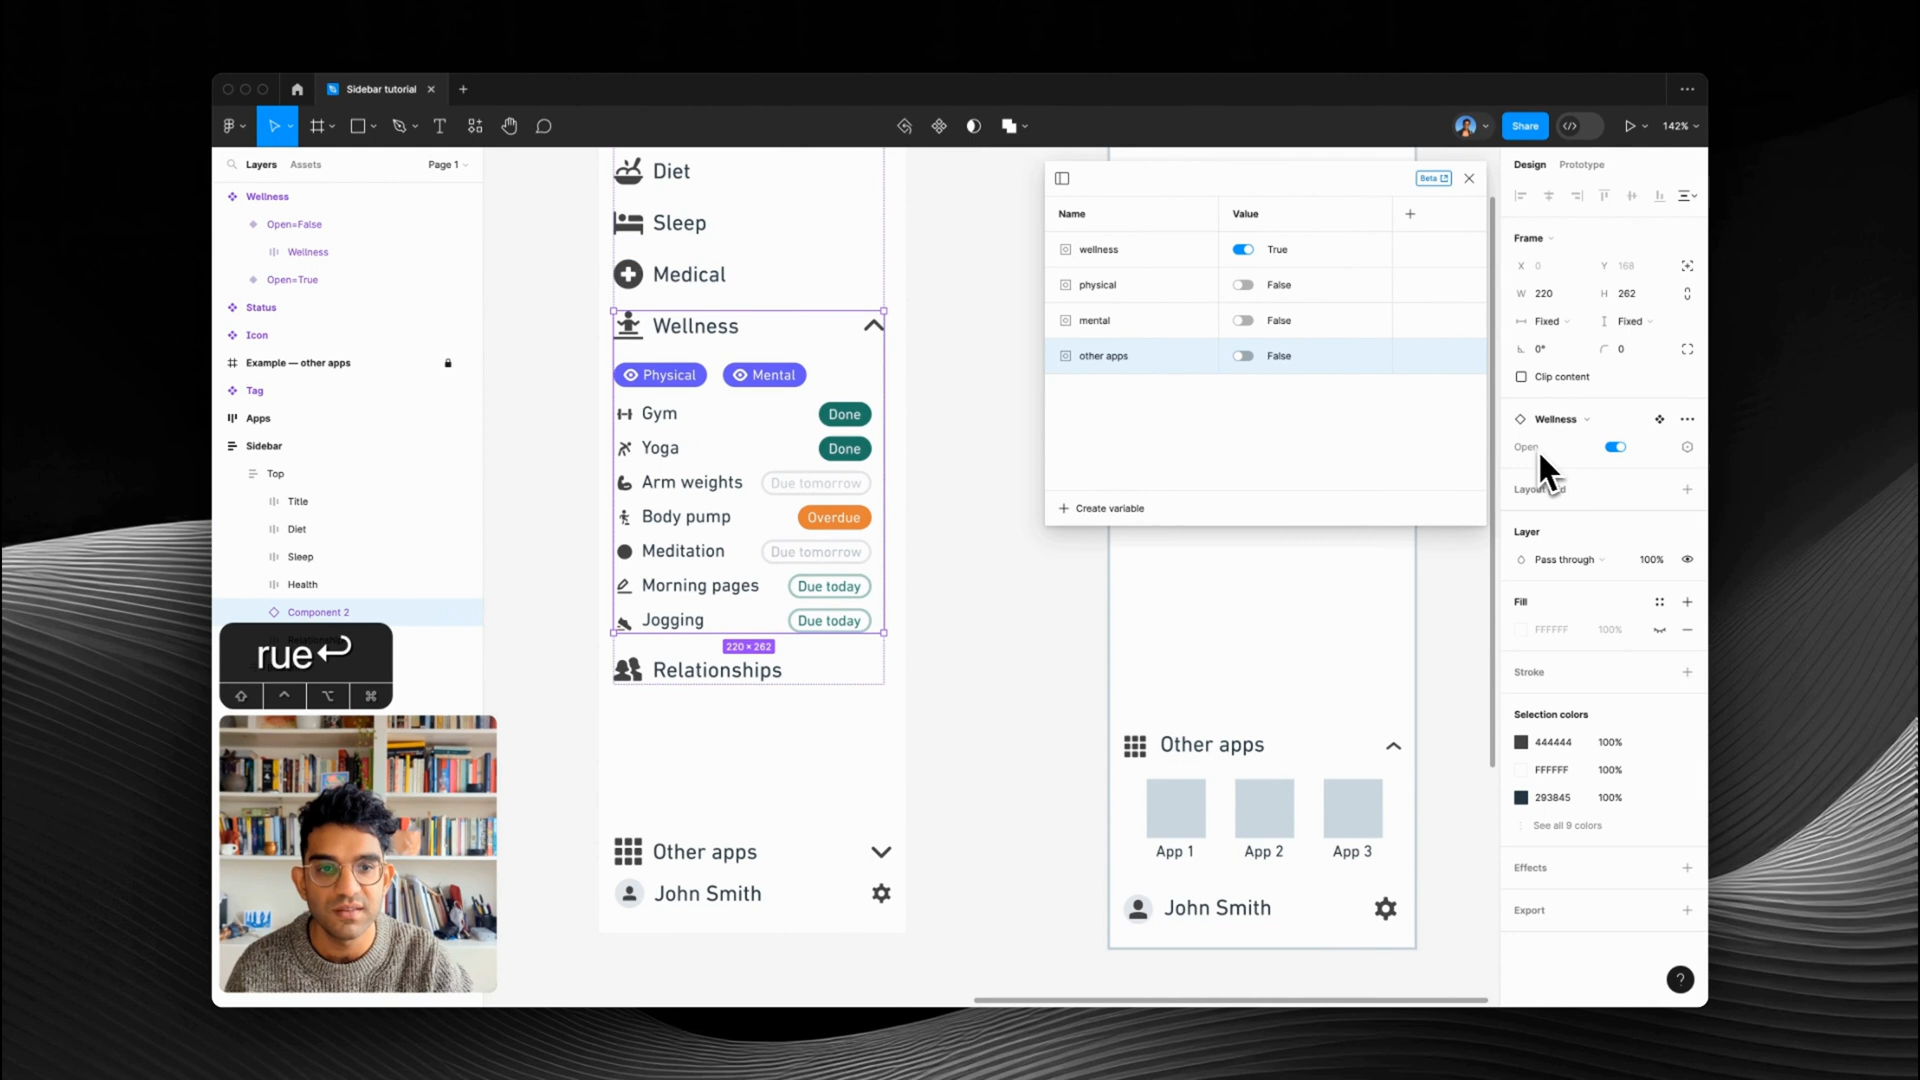 Sidebar tutorial
Share
142%
Layers
Assets
Page 1
Wellness
Open=False
Wellness
Open=True
Status
Icon
Example — other apps
Tag
Apps
Sidebar
Top
Title
Diet
Sleep
Health
Component 2
rue↩
Diet
Sleep
Medical
Wellness
Physical
Mental
Gym
Done
Yoga
Done
Arm weights
Due tomorrow
Body pump
Overdue
Meditation
Due tomorrow
Morning pages
Due today
Jogging
Due today
220 × 262
Relationships
Other apps
John Smith
Beta
Name
Value
wellness
True
physical
False
mental
False
other apps
False
Create variable
Other apps
App 1
App 2
App 3
John Smith
Design
Prototype
Frame
X 0
Y 168
W 220
H 262
Fixed
Fixed
0°
0
Clip content
Wellness
Open
Layer
Pass through
100%
Fill
FFFFFF
100%
Stroke
Selection colors
444444
100%
FFFFFF
100%
293845
100%
See all 9 colors
Effects
Export
?